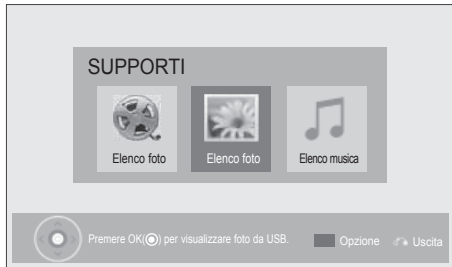 SUPPORTI
Elenco foto
Elenco foto
Elenco musica
Premere OK(◉) per visualizzare foto da USB.
Opzione
Uscita